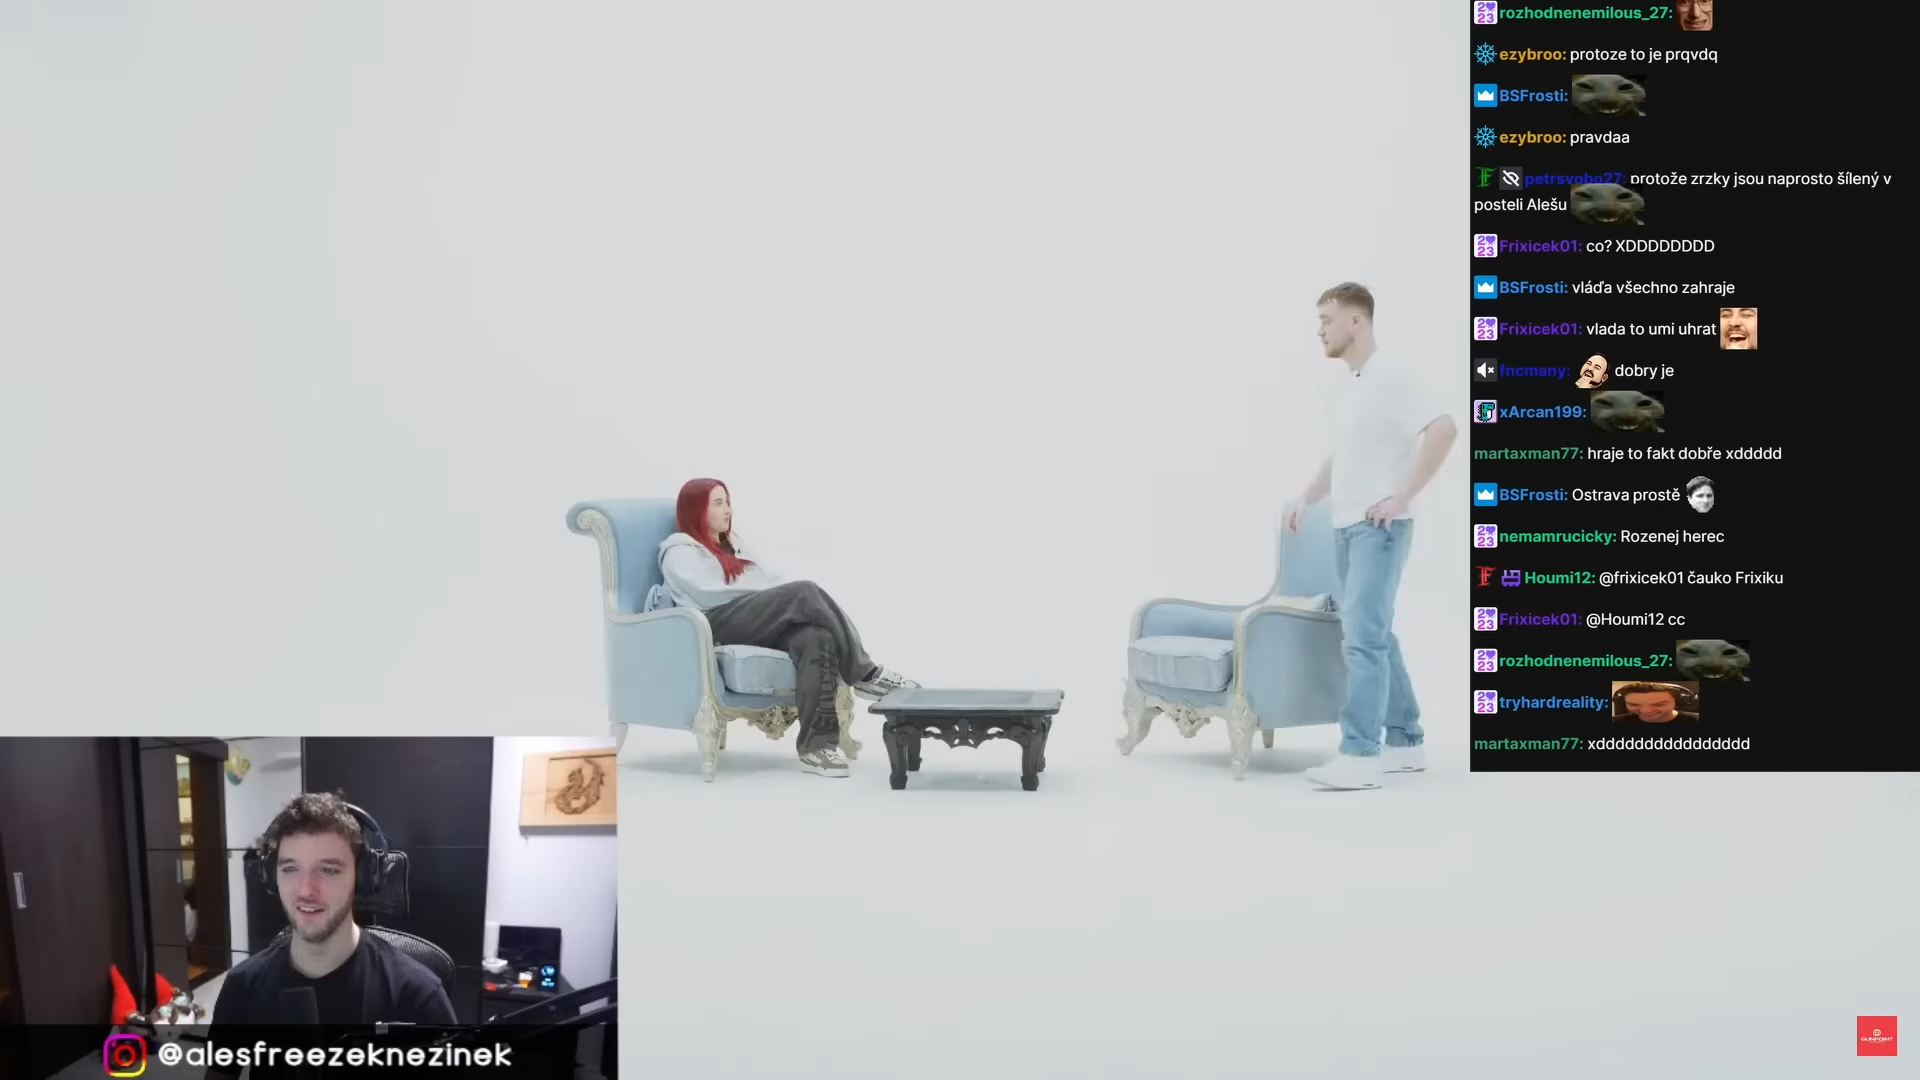 rozhodnenemilous_27:
ezybroo: protoze to je prqvdq
BSFrosti:
ezybroo: pravdaa
petrsvobo27: protože zrzky jsou naprosto šílený v
posteli Alešu
Frixicek01: co? XDDDDDDDD
BSFrosti: vláďa všechno zahraje
Frixicek01: vlada to umi uhrat
fncmany: dobry je
xArcan199:
martaxman77: hraje to fakt dobře xddddd
BSFrosti: Ostrava prostě
nemamrucicky: Rozenej herec
Houmi12: @frixicek01 čauko Frixiku
Frixicek01: @Houmi12 cc
rozhodnenemilous_27:
tryhardreality:
martaxman77: xdddddddddddddddd
@alesfreezeknezinek
GUNPOINT